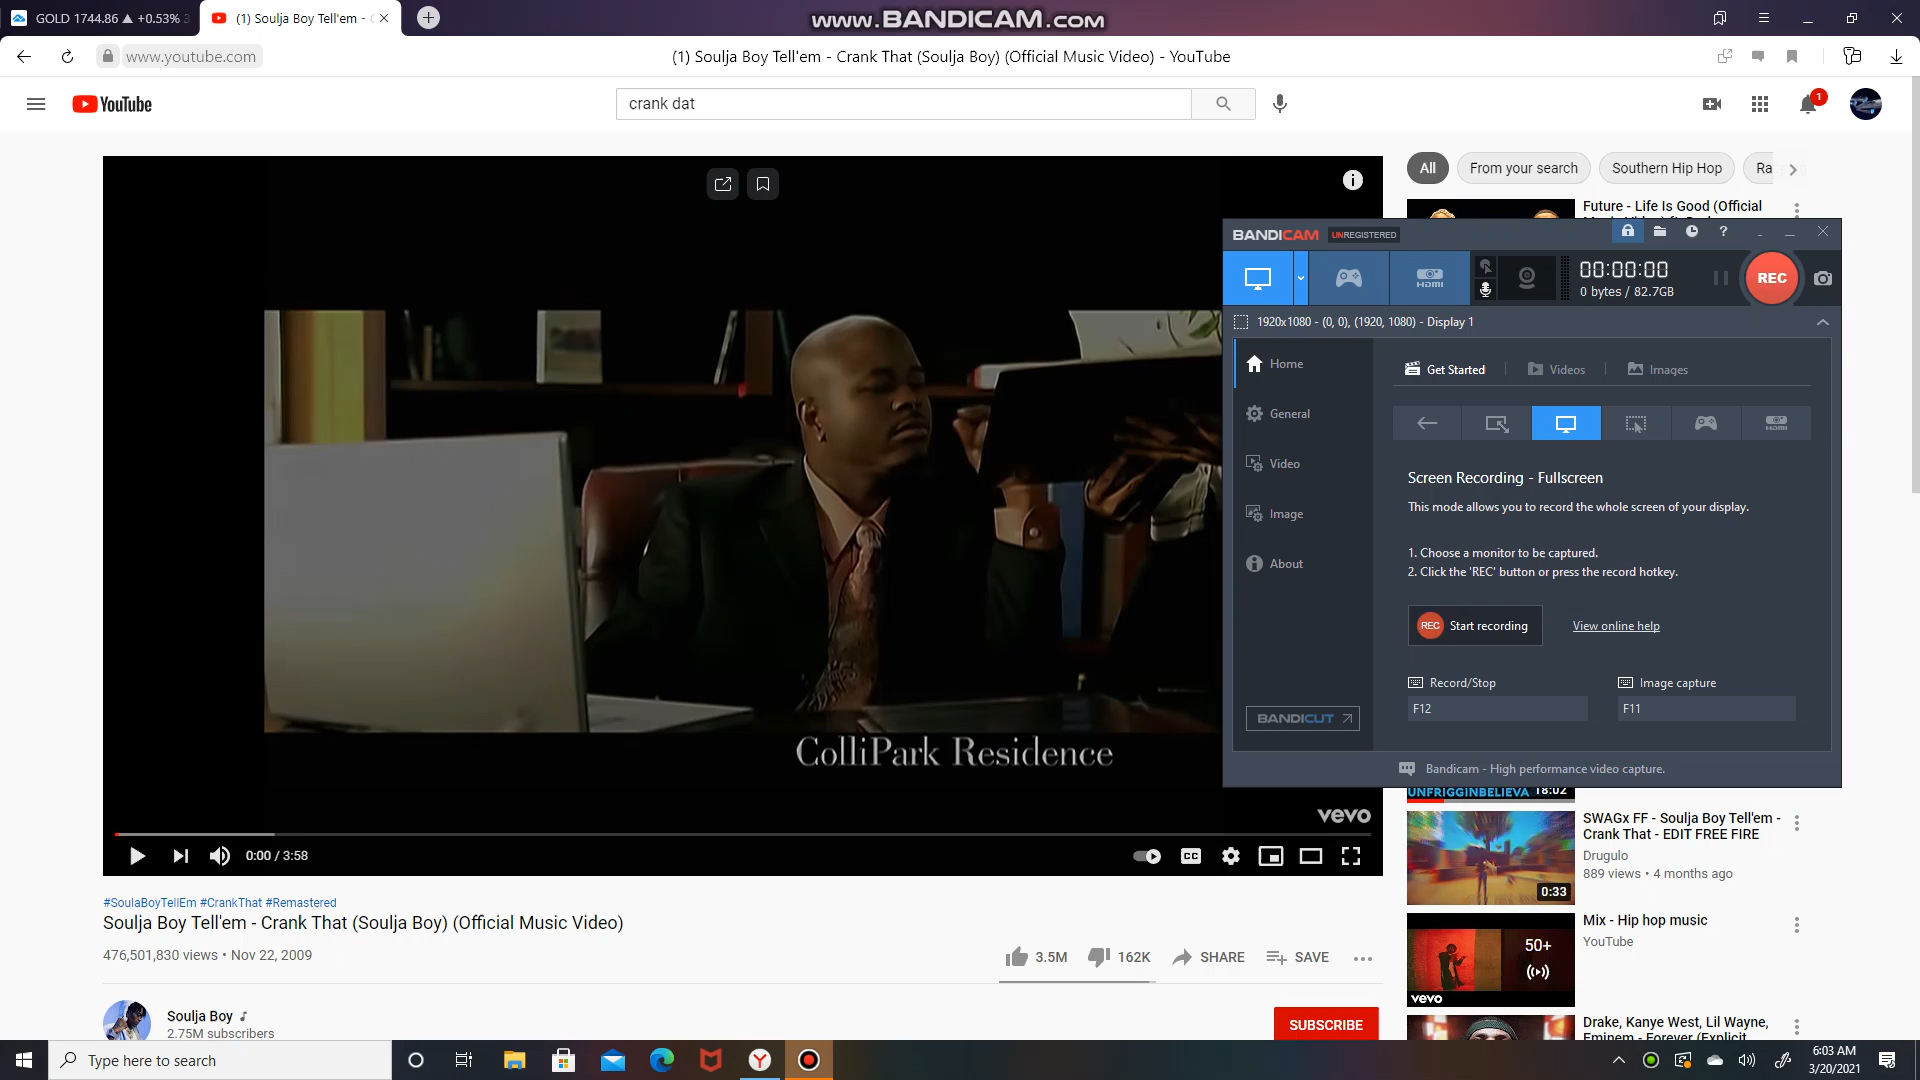 GOLD 1744.86 ▲ +0.53%
(1) Soulja Boy Tell'em -
www.BANDICAM.com
www.youtube.com
(1) Soulja Boy Tell'em - Crank That (Soulja Boy) (Official Music Video) - YouTube
YouTube
crank dat
1
All
From your search
Southern Hip Hop
Ra
Future - Life Is Good (Official
BANDICAM
UNREGISTERED
?
HDMI
00:00:00
0 bytes / 82.7GB
REC
1920x1080 - (0, 0), (1920, 1080) - Display 1
Home
General
Video
Image
About
BANDICUT
Get Started
Videos
Images
HDMI
Screen Recording - Fullscreen
This mode allows you to record the whole screen of your display.
1. Choose a monitor to be captured.
2. Click the 'REC' button or press the record hotkey.
REC
Start recording
View online help
Record/Stop
Image capture
F12
F11
Bandicam - High performance video capture.
ColliPark Residence
vevo
0:00 / 3:58
CC
UNFRIGGINBELIEVA
18:02
SWAGx FF - Soulja Boy Tell'em -
Crank That - EDIT FREE FIRE
Drugulo
889 views • 4 months ago
0:33
Mix - Hip hop music
YouTube
50+
vevo
Drake, Kanye West, Lil Wayne,
Eminem - Forever (Explicit
#SoulaBoyTellEm #CrankThat #Remastered
Soulja Boy Tell'em - Crank That (Soulja Boy) (Official Music Video)
476,501,830 views • Nov 22, 2009
3.5M
162K
SHARE
SAVE
Soulja Boy
2.75M subscribers
SUBSCRIBE
Type here to search
6:03 AM
3/20/2021